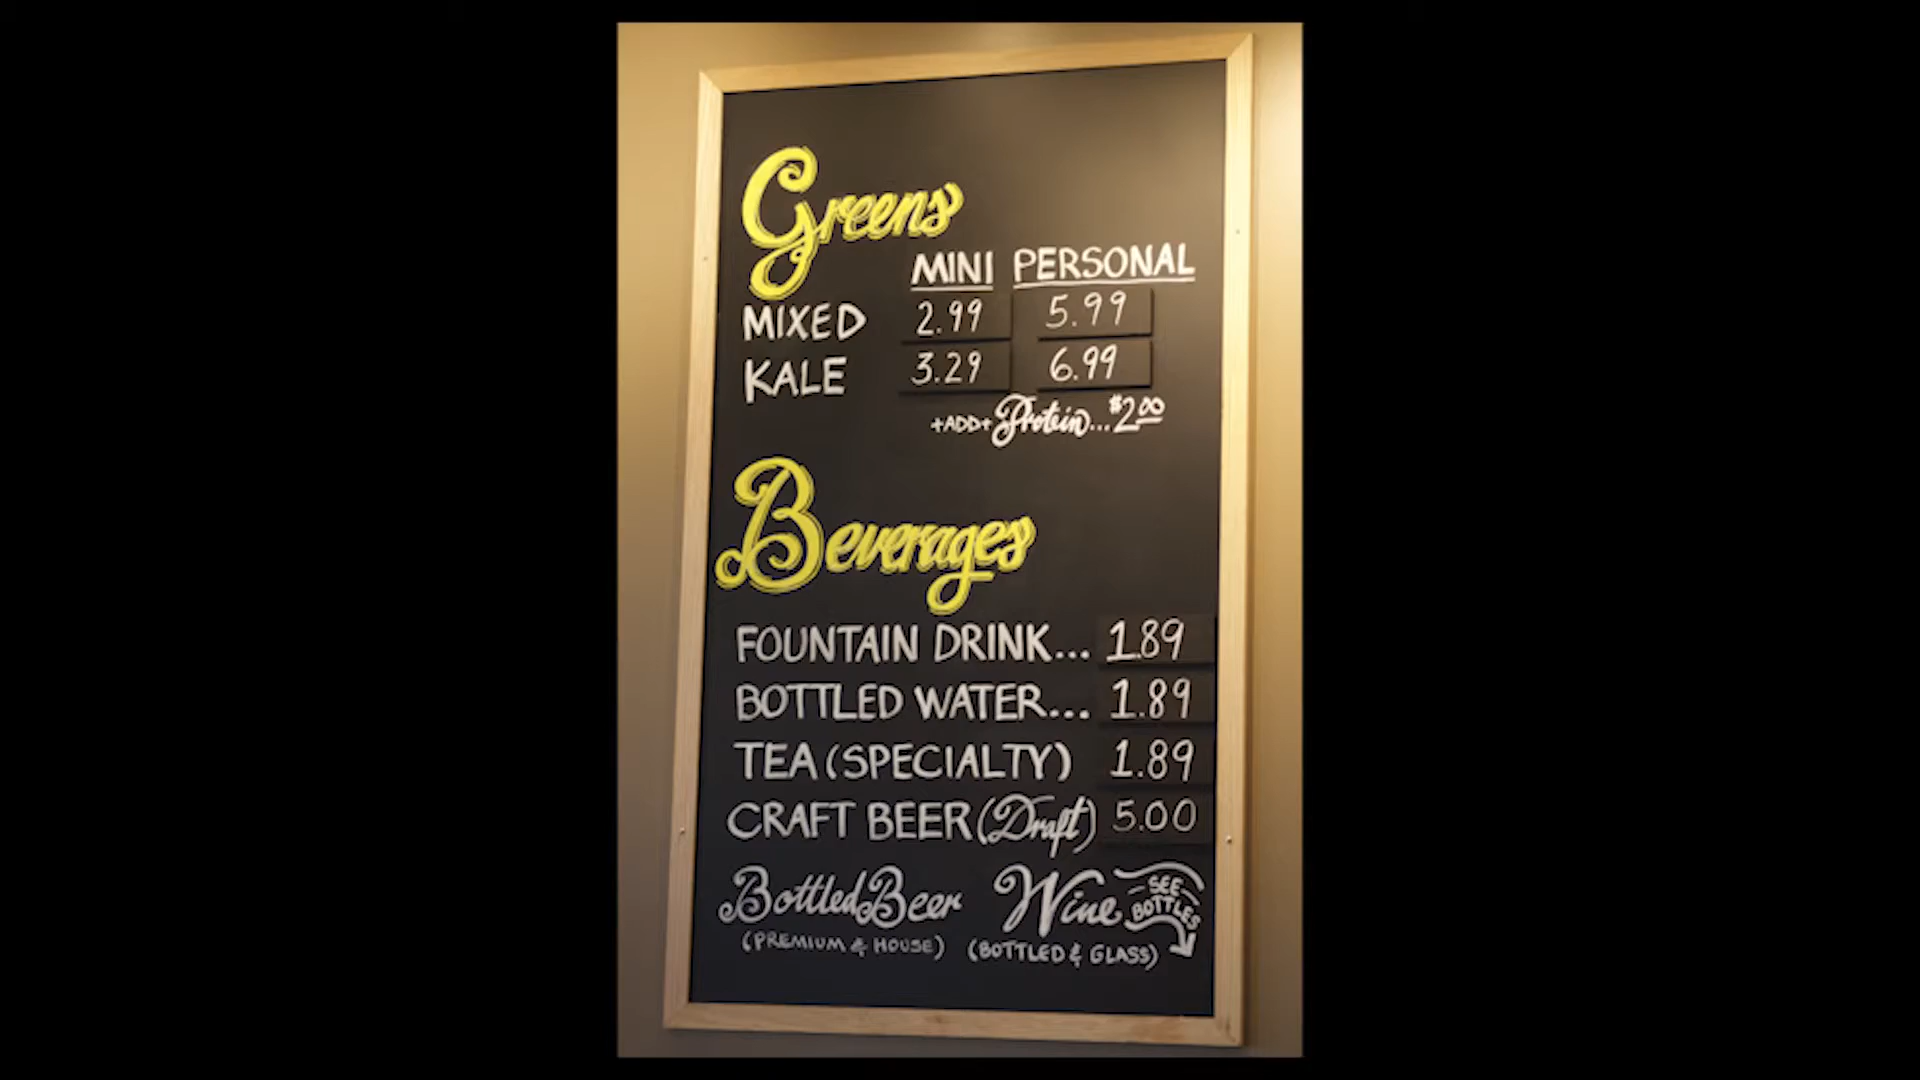 Greens
MINI PERSONAL
MIXED 2.99 5.99
KALE 3.29 6.99
+ADD+ Protein...$2.00
Beverages
FOUNTAIN DRINK... 1.89
BOTTLED WATER... 1.89
TEA (SPECIALTY) 1.89
CRAFT BEER (Draft) 5.00
Bottled Beer Wine SEE BOTTLES
(PREMIUM & HOUSE) (BOTTLED & GLASS)